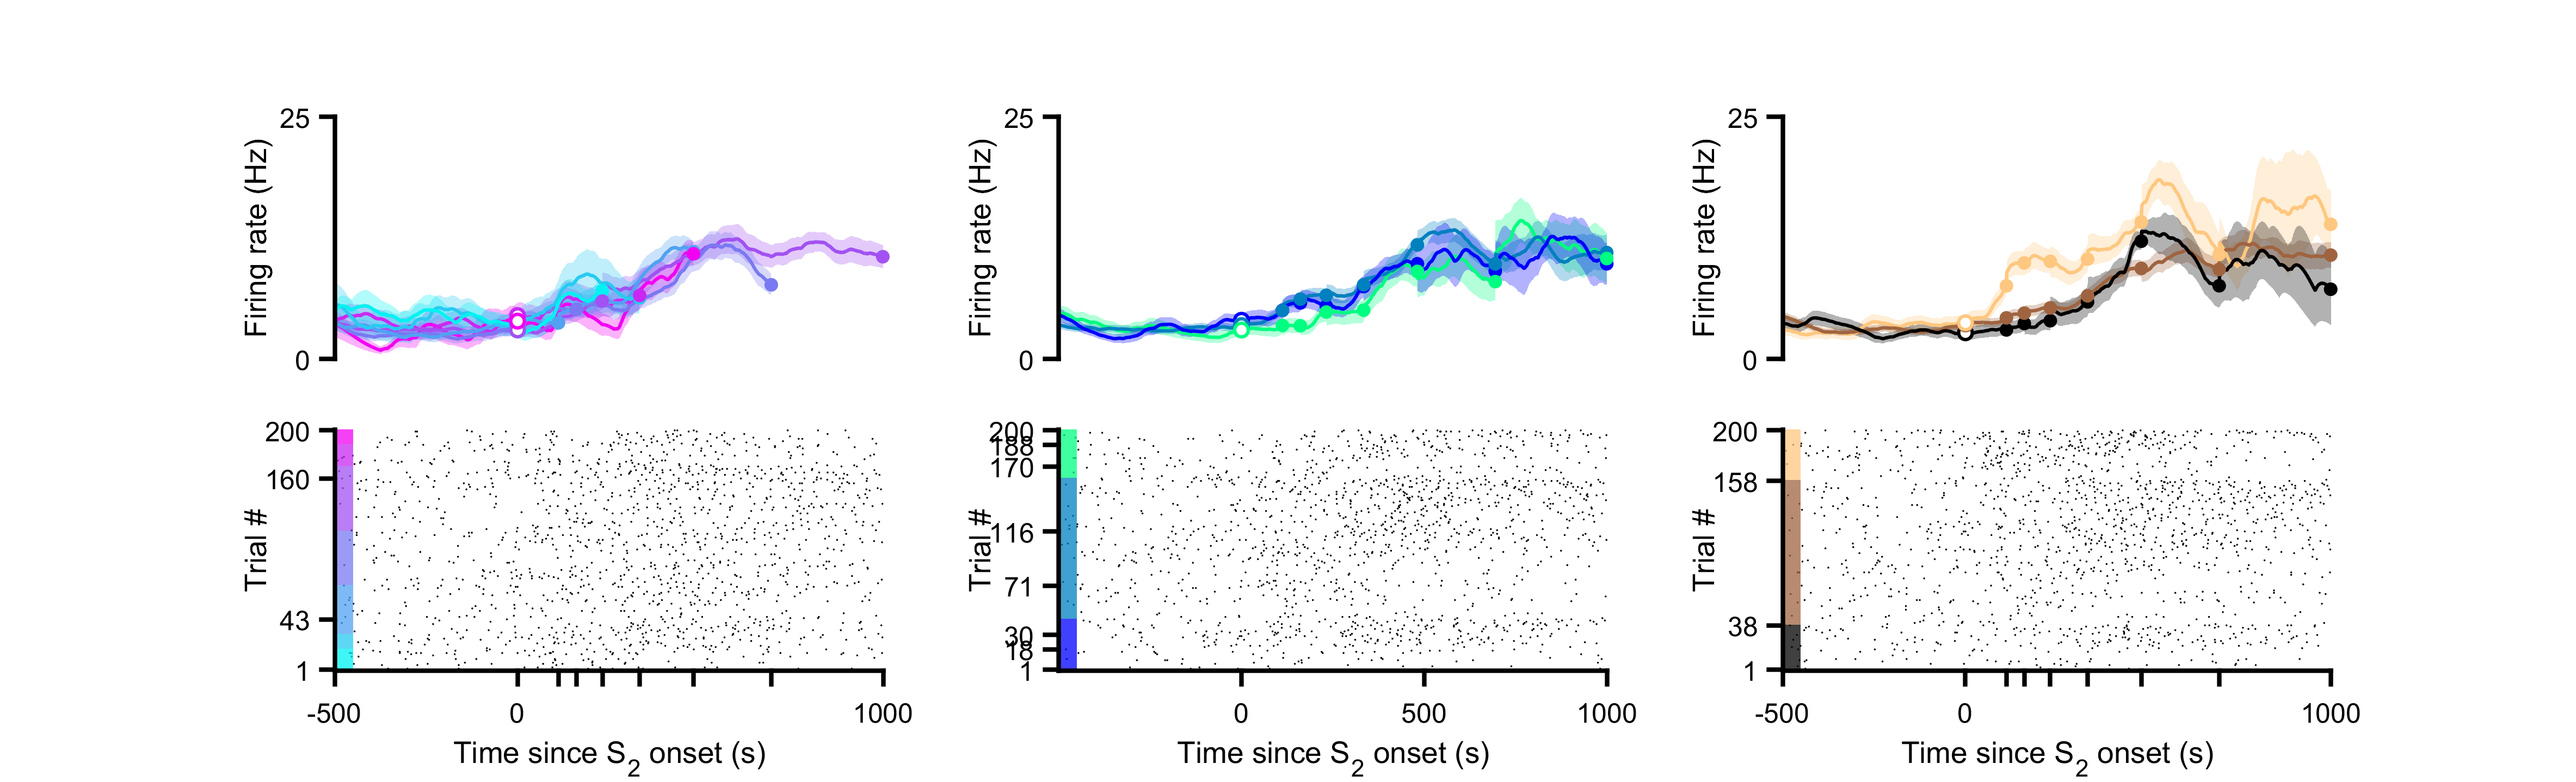 25
Firing rate (Hz)
0
25
Firing rate (Hz)
0
25
Firing rate (Hz)
0
200
160
Trial #
43
1
-500 0 1000
Time since S2 onset (s)
200
188
170
Trial #
116
71
30
18
1
0 500 1000
Time since S2 onset (s)
200
158
Trial #
38
1
-500 0 1000
Time since S2 onset (s)